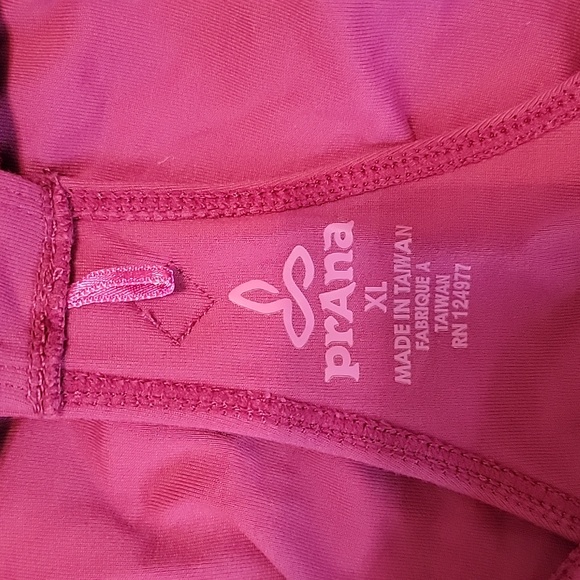 prAna
XL
MADE IN TAIWAN
FABRIQUE A
TAIWAN
RN 124977